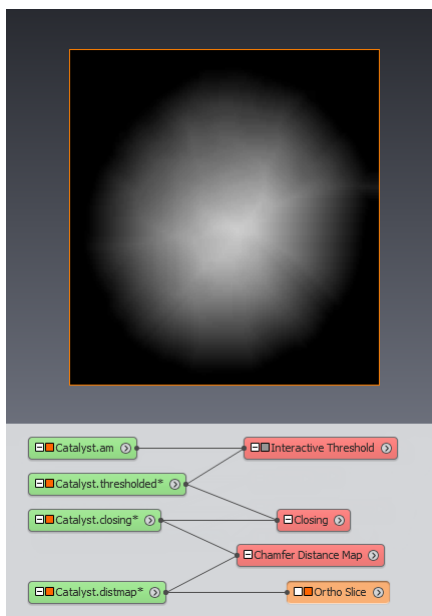 Catalyst.am
Interactive Threshold
Catalyst.thresholded*
Catalyst.closing*
Closing
Chamfer Distance Map
Catalyst.distmap*
Ortho Slice